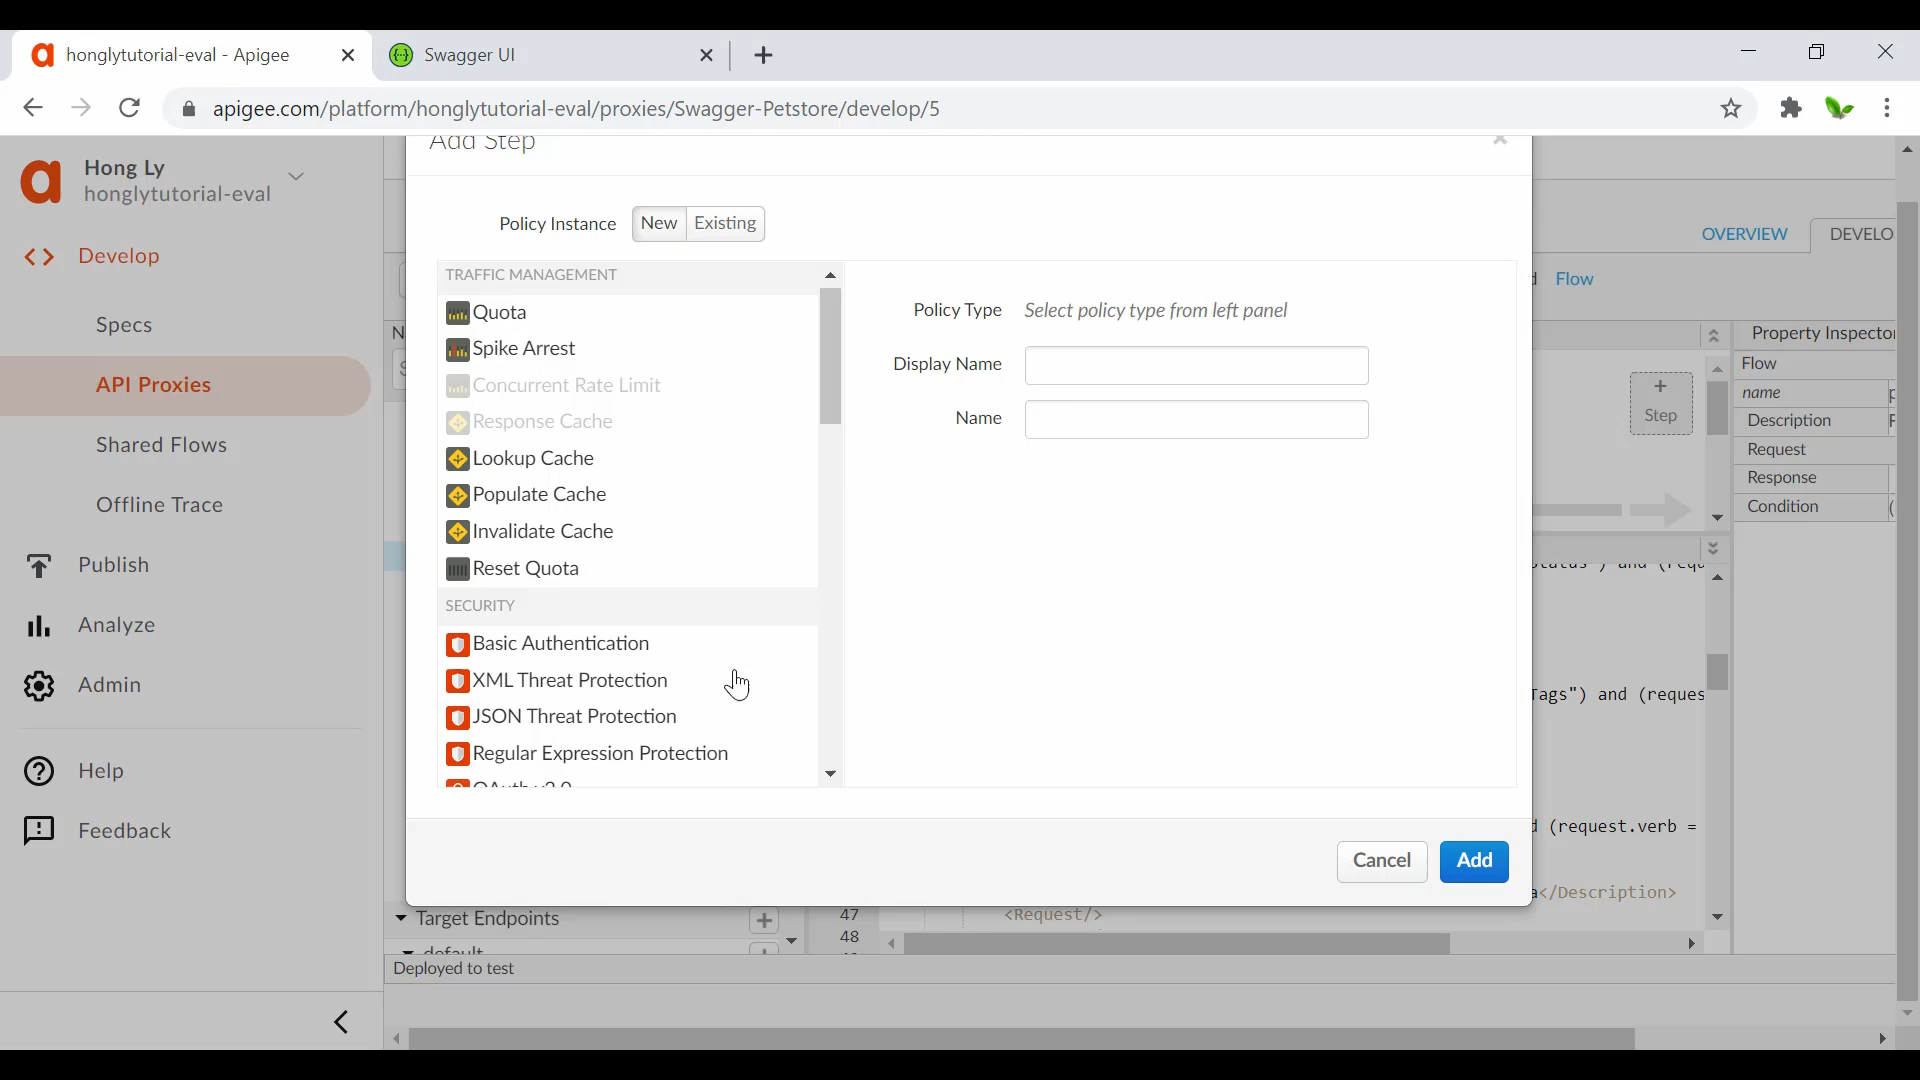 honglytutorial-eval - Apigee
Swagger UI
apigee.com/platform/honglytutorial-eval/proxies/Swagger-Petstore/develop/5
Hong Ly
honglytutorial-eval
Develop
Specs
API Proxies
Shared Flows
Offline Trace
Publish
Analyze
Admin
Help
Feedback
Add Step
Policy Instance New Existing
TRAFFIC MANAGEMENT
Quota
Spike Arrest
Concurrent Rate Limit
Response Cache
Lookup Cache
Populate Cache
Invalidate Cache
Reset Quota
SECURITY
Basic Authentication
XML Threat Protection
JSON Threat Protection
Regular Expression Protection
OAuth v2.0
Policy Type Select policy type from left panel
Display Name
Name
Cancel Add
OVERVIEW DEVELO
Flow
Property Inspector
Flow
name
Description
Request
Response
Condition (
+
Step
Tags") and (reques
(request.verb =
</Description>
Target Endpoints
default
47 <Request/>
48
Deployed to test